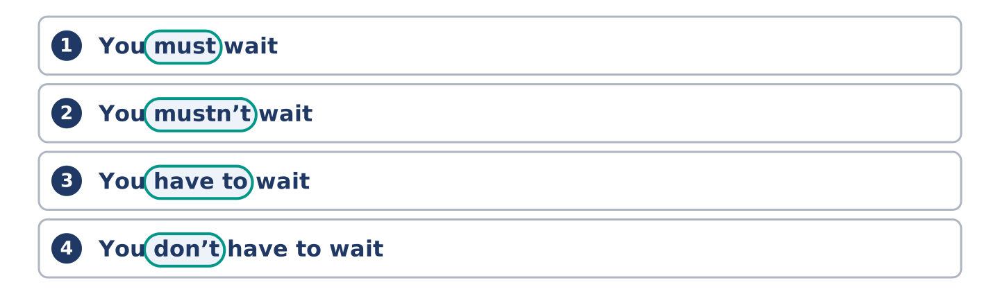 1 You must wait
2 You mustn’t wait
3 You have to wait
4 You don’t have to wait